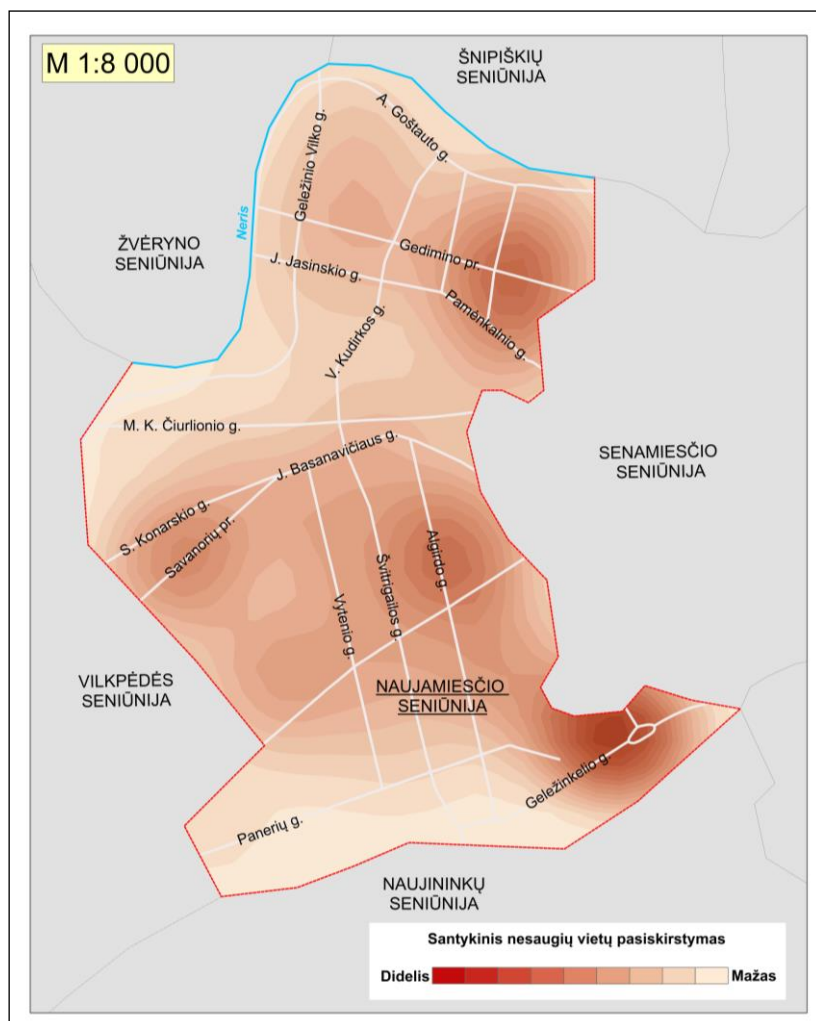 M 1:8 000
ŠNIPIŠKIŲ
SENIŪNIJA
A. Goštauto g.
Geležinio Vilko g.
Neris
ŽVĖRYNO
SENIŪNIJA
Gedimino pr.
J. Jasinskio g.
Pamėnkalnio g.
V. Kudirkos g.
M. K. Čiurlionio g.
J. Basanavičiaus g.
SENAMIESČIO
SENIŪNIJA
S. Konarskio g.
Savanorių pr.
Algirdo g.
Švitrigailos g.
Vytenio g.
VILKPĖDĖS
SENIŪNIJA
NAUJAMIESČIO
SENIŪNIJA
Geležinkelio g.
Panerių g.
NAUJININKŲ
SENIŪNIJA
Santykinis nesaugių vietų pasiskirstymas
Didelis Mažas